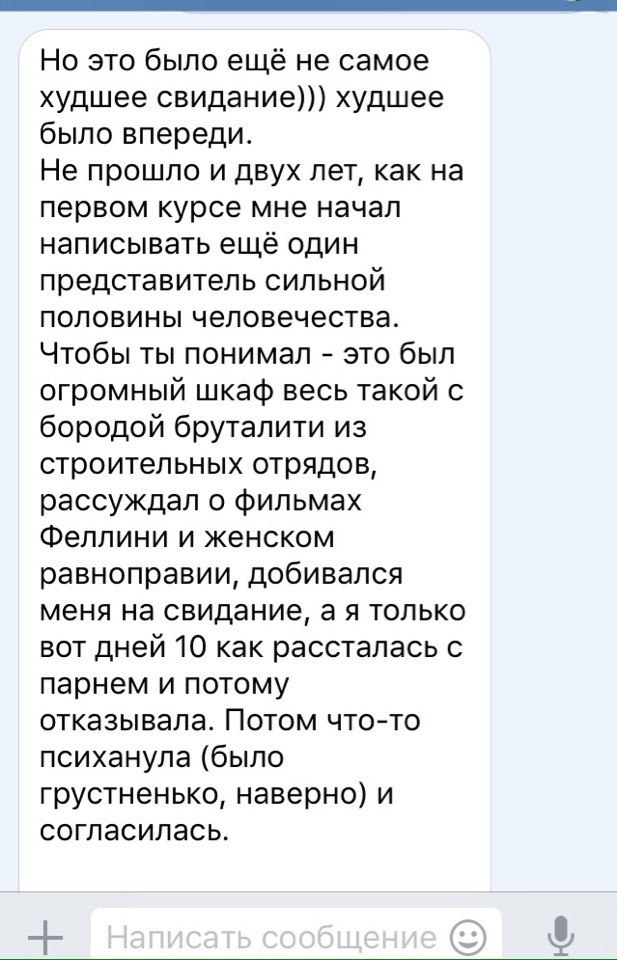 Но это было ещё не самое
худшее свидание))) худшее
было впереди.
Не прошло и двух лет, как на
первом курсе мне начал
написывать ещё один
представитель сильной
половины человечества.
Чтобы ты понимал - это был
огромный шкаф весь такой с
бородой бруталити из
строительных отрядов,
рассуждал о фильмах
Феллини и женском
равноправии, добивался
меня на свидание, а я только
вот дней 10 как рассталась с
парнем и потому
отказывала. Потом что-то
психанула (было
грустненько, наверно) и
согласилась.
Написать сообщение